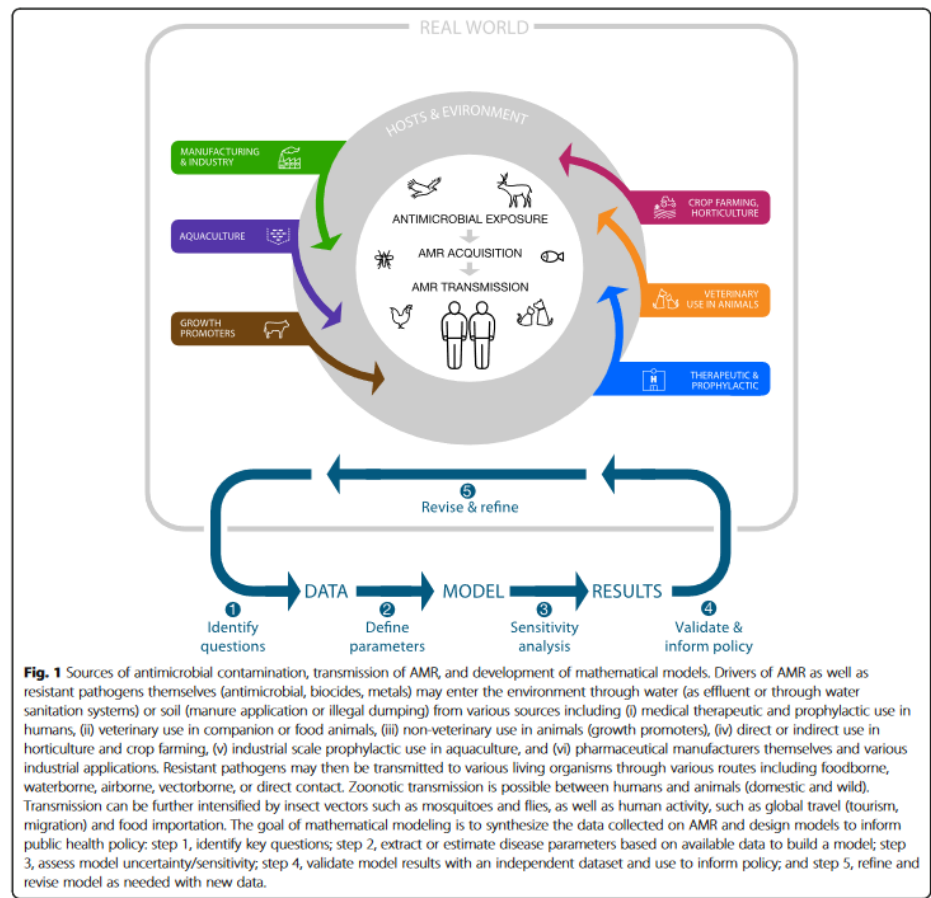 REAL WORLD
HOSTS & EVIRONMENT
MANUFACTURING
& INDUSTRY
AQUACULTURE
GROWTH
PROMOTERS
ANTIMICROBIAL EXPOSURE
AMR ACQUISITION
AMR TRANSMISSION
CROP FARMING,
HORTICULTURE
VETERINARY
USE IN ANIMALS
H
THERAPEUTIC &
PROPHYLACTIC
5
Revise & refine
DATA
MODEL
RESULTS
1
Identify
questions
2
Define
parameters
3
Sensitivity
analysis
4
Validate &
inform policy
Fig. 1 Sources of antimicrobial contamination, transmission of AMR, and development of mathematical models. Drivers of AMR as well as
resistant pathogens themselves (antimicrobial, biocides, metals) may enter the environment through water (as effluent or through water
sanitation systems) or soil (manure application or illegal dumping) from various sources including (i) medical therapeutic and prophylactic use in
humans, (ii) veterinary use in companion or food animals, (iii) non-veterinary use in animals (growth promoters), (iv) direct or indirect use in
horticulture and crop farming, (v) industrial scale prophylactic use in aquaculture, and (vi) pharmaceutical manufacturers themselves and various
industrial applications. Resistant pathogens may then be transmitted to various living organisms through various routes including foodborne,
waterborne, airborne, vectorborne, or direct contact. Zoonotic transmission is possible between humans and animals (domestic and wild).
Transmission can be further intensified by insect vectors such as mosquitoes and flies, as well as human activity, such as global travel (tourism,
migration) and food importation. The goal of mathematical modeling is to synthesize the data collected on AMR and design models to inform
public health policy: step 1, identify key questions; step 2, extract or estimate disease parameters based on available data to build a model; step
3, assess model uncertainty/sensitivity; step 4, validate model results with an independent dataset and use to inform policy; and step 5, refine and
revise model as needed with new data.